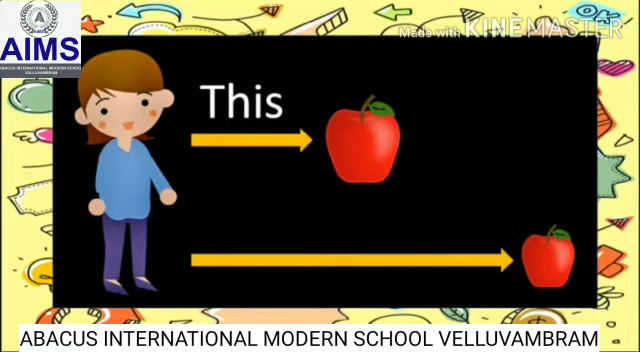 AIMS
ABACUS INTERNATIONAL MODERN SCHOOL
VELLUVAMBRAM
Made with KINEMASTER
This
ABACUS INTERNATIONAL MODERN SCHOOL VELLUVAMBRAM